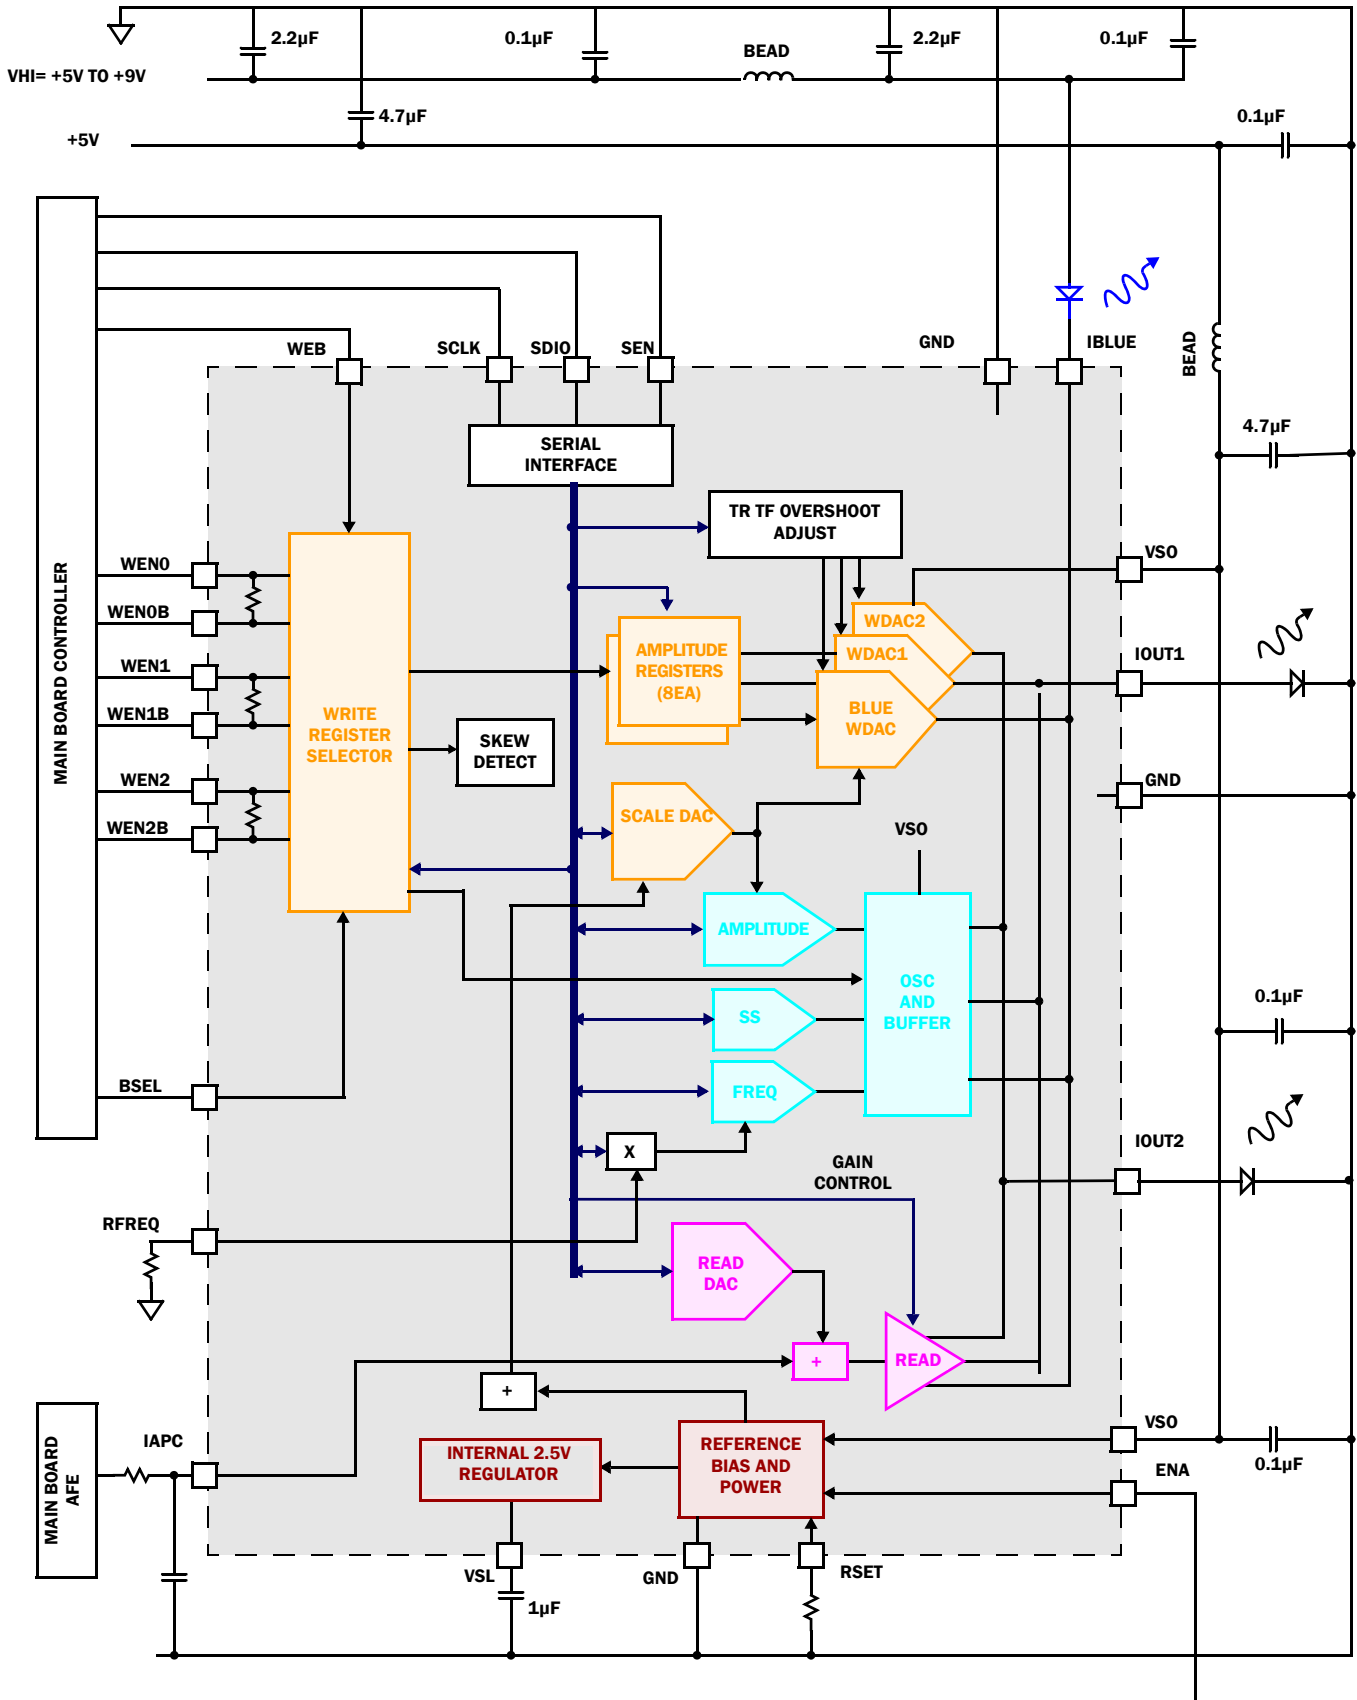 2.2µF
0.1µF
BEAD
2.2µF
0.1µF
VHI= +5V TO +9V
4.7µF
0.1µF
+5V
BEAD
4.7µF
MAIN BOARD CONTROLLER
WEB
SCLK
SDIO
SEN
GND
IBLUE
SERIAL
INTERFACE
TR TF OVERSHOOT
ADJUST
VSO
WEN0
WEN0B
WEN1
WEN1B
WEN2
WEN2B
WRITE
REGISTER
SELECTOR
SKEW
DETECT
AMPLITUDE
REGISTERS
(8EA)
WDAC2
WDAC1
BLUE
WDAC
IOUT1
GND
SCALE DAC
VSO
AMPLITUDE
OSC
AND
BUFFER
SS
FREQ
0.1µF
BSEL
X
GAIN
CONTROL
IOUT2
RFREQ
READ
DAC
+
READ
+
MAIN BOARD
AFE
IAPC
INTERNAL 2.5V
REGULATOR
REFERENCE
BIAS AND
POWER
VSO
0.1µF
ENA
VSL
1µF
GND
RSET